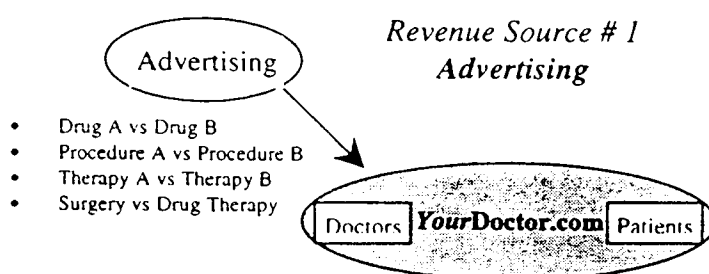 Revenue Source # 1
Advertising
Advertising
• Drug A vs Drug B
• Procedure A vs Procedure B
• Therapy A vs Therapy B
• Surgery vs Drug Therapy
Doctors YourDoctor.com Patients